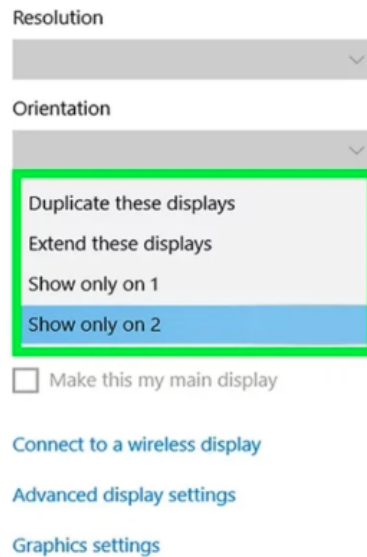 Resolution
Orientation
Duplicate these displays
Extend these displays
Show only on 1
Show only on 2
Make this my main display
Connect to a wireless display
Advanced display settings
Graphics settings